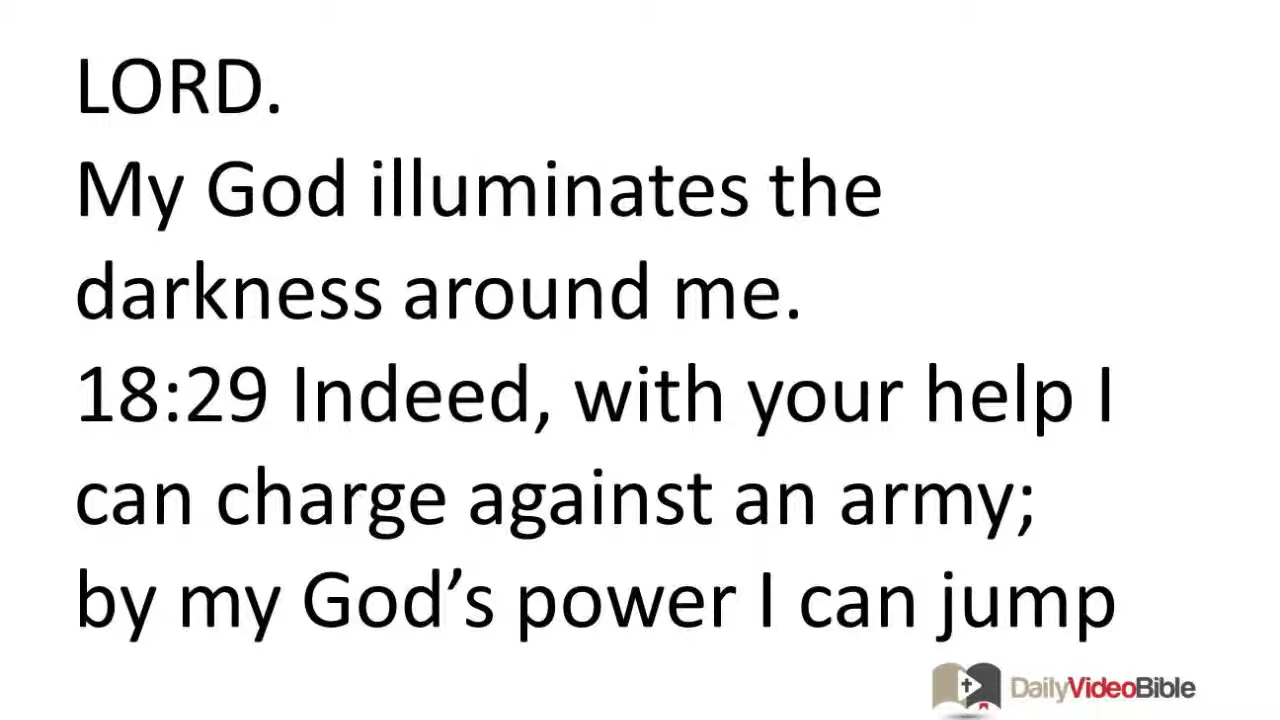 LORD.
My God illuminates the
darkness around me.
18:29 Indeed, with your help I
can charge against an army;
by my God’s power I can jump
DailyVideoBible